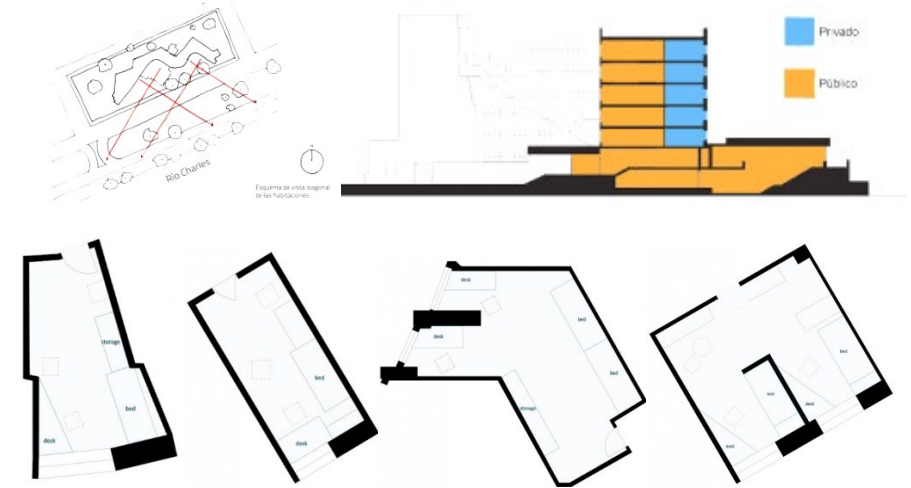 Privado
Público
Río Charles
Esquema de vista diagonal
de las habitaciones
storage
bed
desk
bed
desk
desk
desk
bed
bed
storage
bed
bed
desk
desk